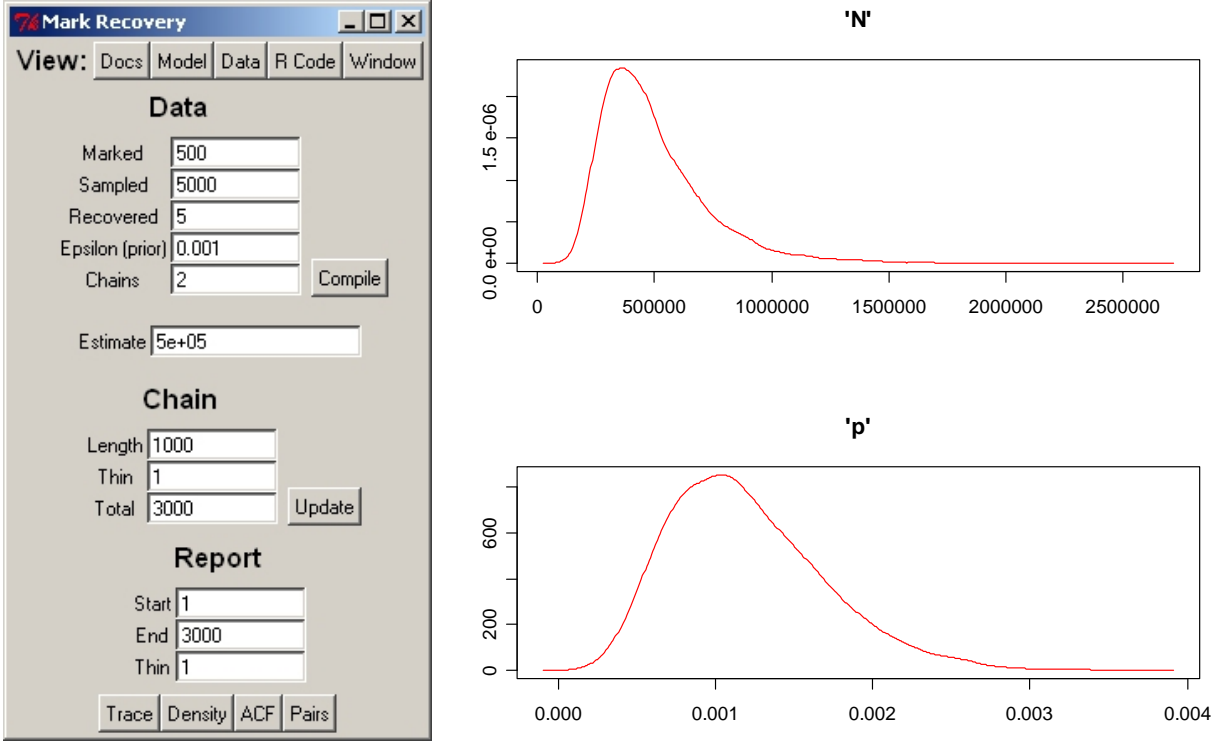 Mark Recovery
View: Docs Model Data R Code Window
Data
Marked 500
Sampled 5000
Recovered 5
Epsilon (prior) 0.001
Chains 2 Compile
Estimate 5e+05
Chain
Length 1000
Thin 1
Total 3000 Update
Report
Start 1
End 3000
Thin 1
Trace Density ACF Pairs
'N'
0.0 e+00 1.5 e-06
0 500000 1000000 1500000 2000000 2500000
'p'
0 200 600
0.000 0.001 0.002 0.003 0.004